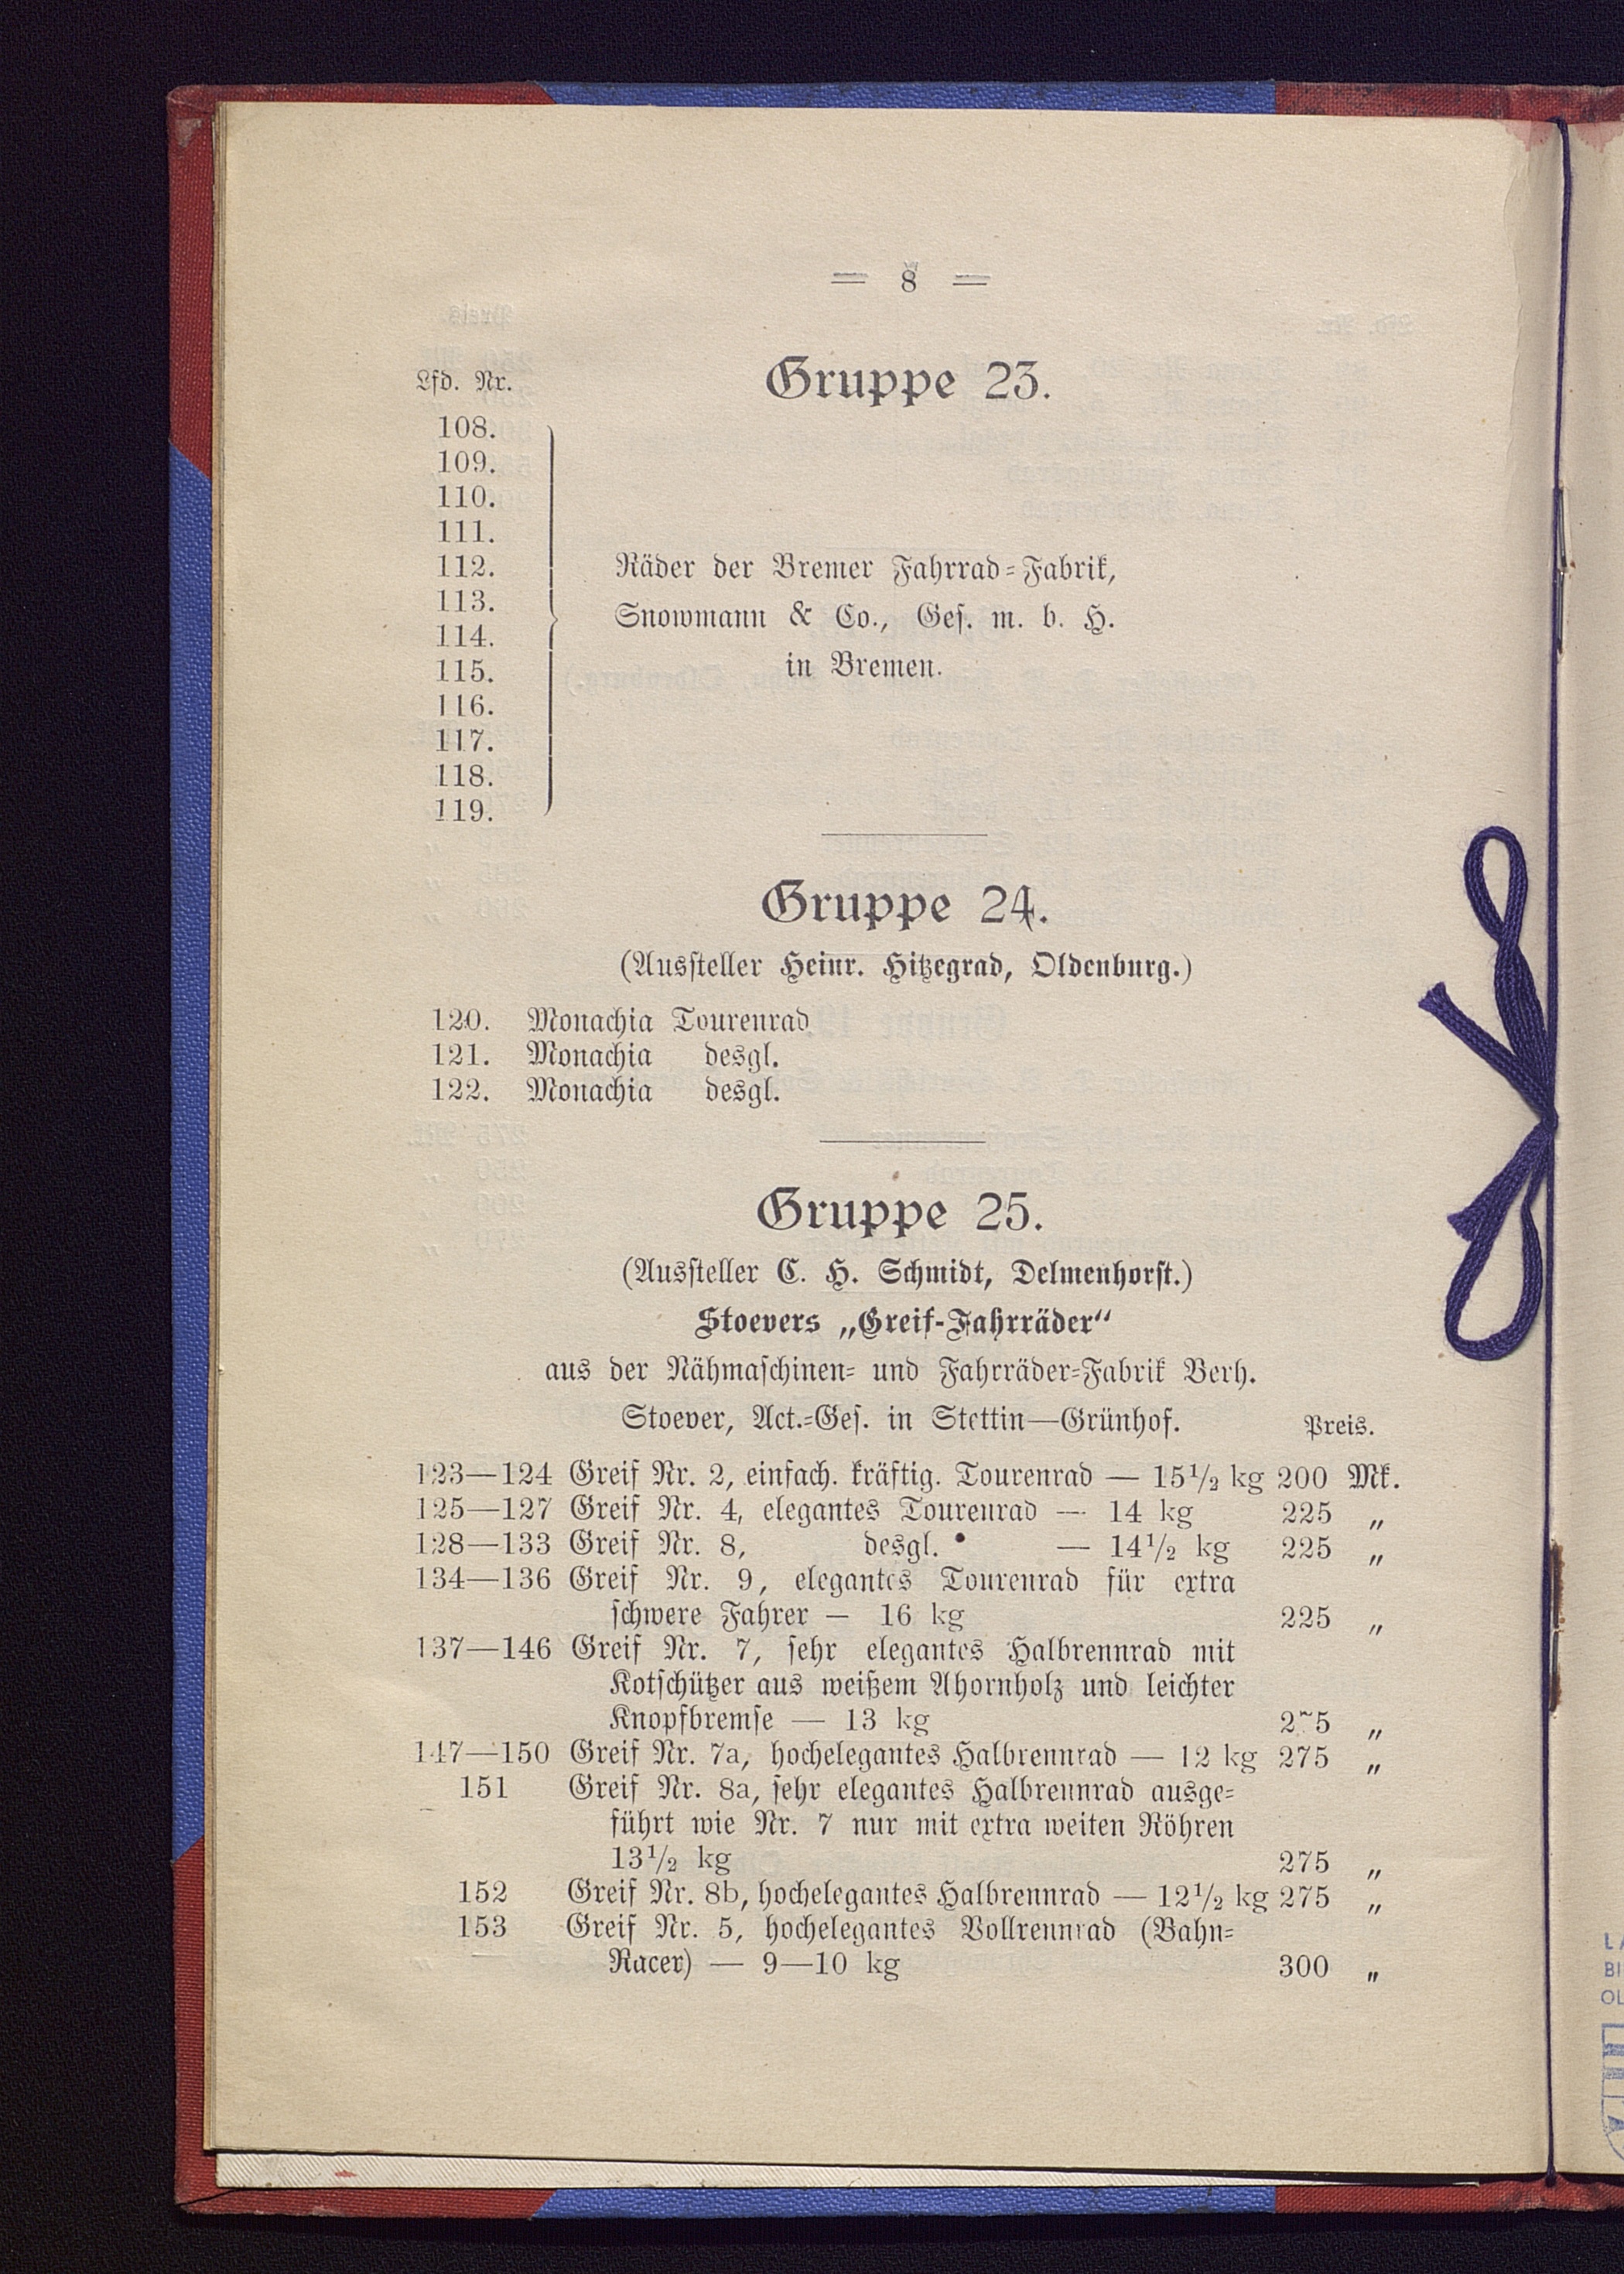 — 8 —
Lfd. Nr.
Gruppe 23.
108.
109.
110.
111.
112.
113.
114.
115.
116.
117.
118.
119.
Räder der Bremer Fahrrad=Fabrik,
Snowmann & Co., Ges. m. b. H.
in Bremen.
Gruppe 24.
(Aussteller Heinr. Hitzegrad, Oldenburg.)
120. Monachia Tourenrad
121. Monachia desgl.
122. Monachia desgl.
Gruppe 25.
(Aussteller C. H. Schmidt, Delmenhorst.)
Stoevers „Greif-Fahrräder“
aus der Nähmaschinen= und Fahrräder=Fabrik Berh.
Stoever, Act.=Ges. in Stettin—Grünhof. Preis.
123—124 Greif Nr. 2, einfach. kräftig. Tourenrad — 15½ kg 200 Mk.
125—127 Greif Nr. 4, elegantes Tourenrad — 14 kg 225 „
128—133 Greif Nr. 8, desgl. — 14½ kg 225 „
134—136 Greif Nr. 9, elegantes Tourenrad für extra
schwere Fahrer — 16 kg 225 „
137—146 Greif Nr. 7, sehr elegantes Halbrennrad mit
Kotschützer aus weißem Ahornholz und leichter
Knopfbremse — 13 kg 275 „
147—150 Greif Nr. 7a, hochelegantes Halbrennrad — 12 kg 275 „
151 Greif Nr. 8a, sehr elegantes Halbrennrad ausge=
führt wie Nr. 7 nur mit extra weiten Röhren
13½ kg 275 „
152 Greif Nr. 8b, hochelegantes Halbrennrad — 12½ kg 275 „
153 Greif Nr. 5, hochelegantes Vollrennrad (Bahn=
Racer) — 9—10 kg 300 „